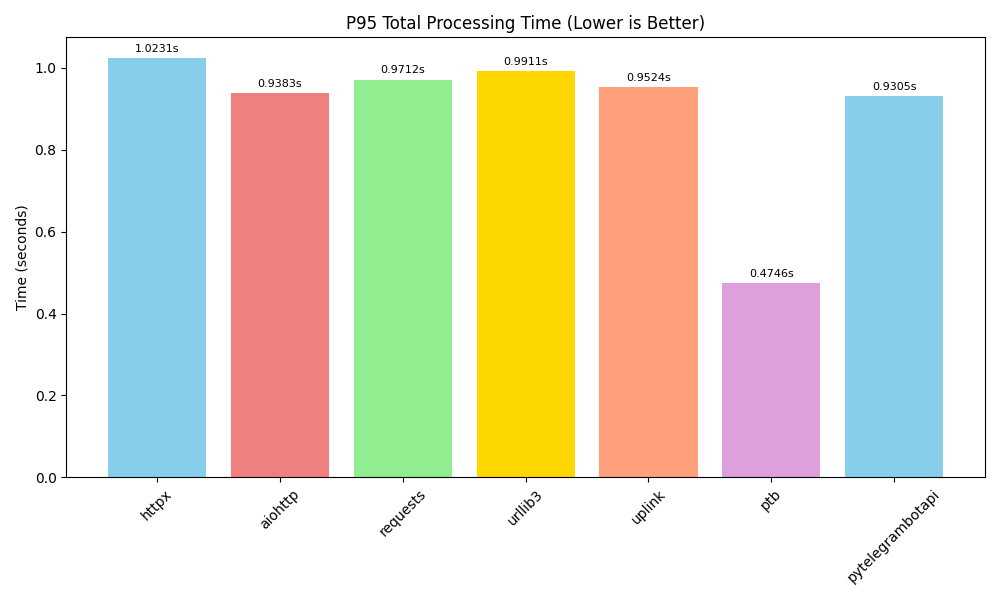 P95 Total Processing Time (Lower is Better)
Time (seconds)
1.0
0.8
0.6
0.4
0.2
0.0
1.0231s
0.9383s
0.9712s
0.9911s
0.9524s
0.4746s
0.9305s
httpx
aiohttp
requests
urllib3
uplink
ptb
pytelegrambotapi